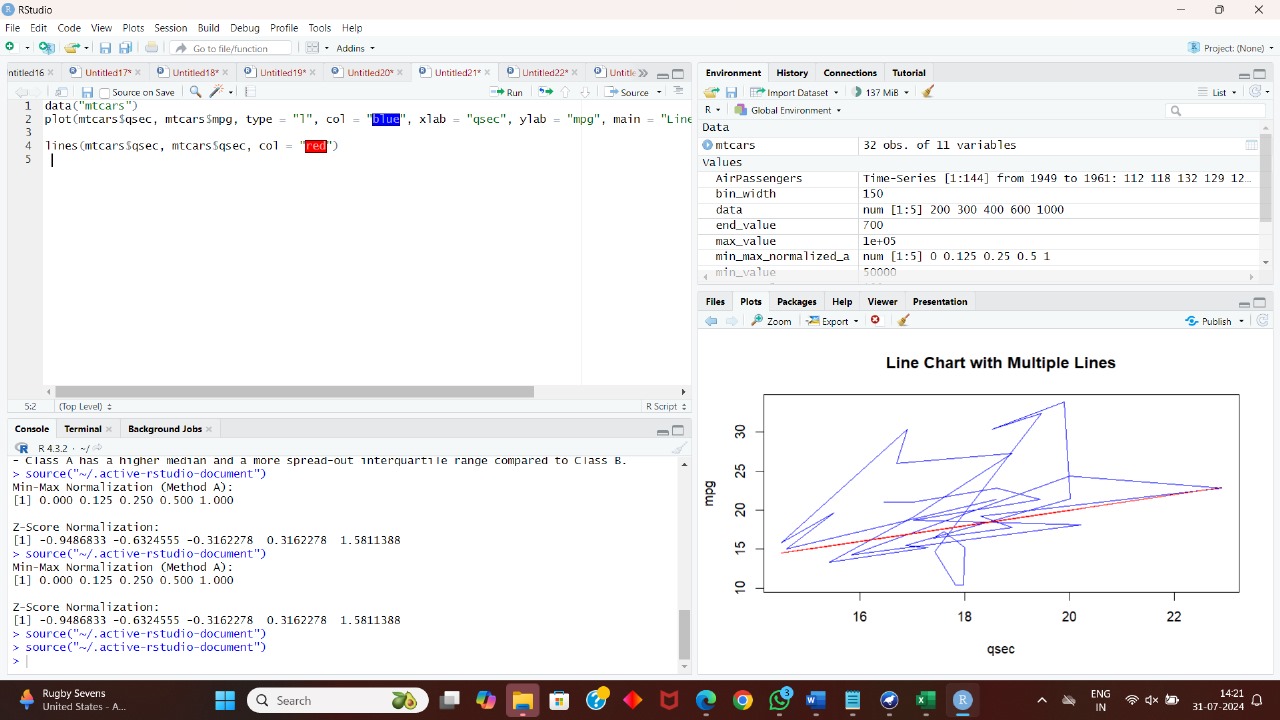 RStudio
File Edit Code View Plots Session Build Debug Profile Tools Help
Go to file/function Addins Project: (None)
ntitled16 Untitled17* Untitled18* Untitled19* Untitled20* Untitled21* Untitled22* Untitle
Source on Save Run Source
1 data("mtcars")
2 plot(mtcars$qsec, mtcars$mpg, type = "l", col = "blue", xlab = "qsec", ylab = "mpg", main = "Line
3
4 lines(mtcars$qsec, mtcars$qsec, col = "red")
5
5:2 (Top Level) R Script
Console Terminal Background Jobs
R 4.3.2 · ~/
- Class A has a higher median and a more spread-out interquartile range compared to Class B.
> source("~/.active-rstudio-document")
Min-Max Normalization (Method A):
[1] 0.000 0.125 0.250 0.500 1.000
Z-Score Normalization:
[1] -0.9486833 -0.6324555 -0.3162278 0.3162278 1.5811388
> source("~/.active-rstudio-document")
Min-Max Normalization (Method A):
[1] 0.000 0.125 0.250 0.500 1.000
Z-Score Normalization:
[1] -0.9486833 -0.6324555 -0.3162278 0.3162278 1.5811388
> source("~/.active-rstudio-document")
> source("~/.active-rstudio-document")
>
Environment History Connections Tutorial
Import Dataset 137 MiB List
R Global Environment
Data
mtcars 32 obs. of 11 variables
Values
AirPassengers Time-Series [1:144] from 1949 to 1961: 112 118 132 129 12…
bin_width 150
data num [1:5] 200 300 400 600 1000
end_value 700
max_value 1e+05
min_max_normalized_a num [1:5] 0 0.125 0.25 0.5 1
min_value 50000
Files Plots Packages Help Viewer Presentation
Zoom Export Publish
Line Chart with Multiple Lines
mpg
30
25
20
15
10
16 18 20 22
qsec
Rugby Sevens
United States - A...
Search
3
ENG
IN
14:21
31-07-2024